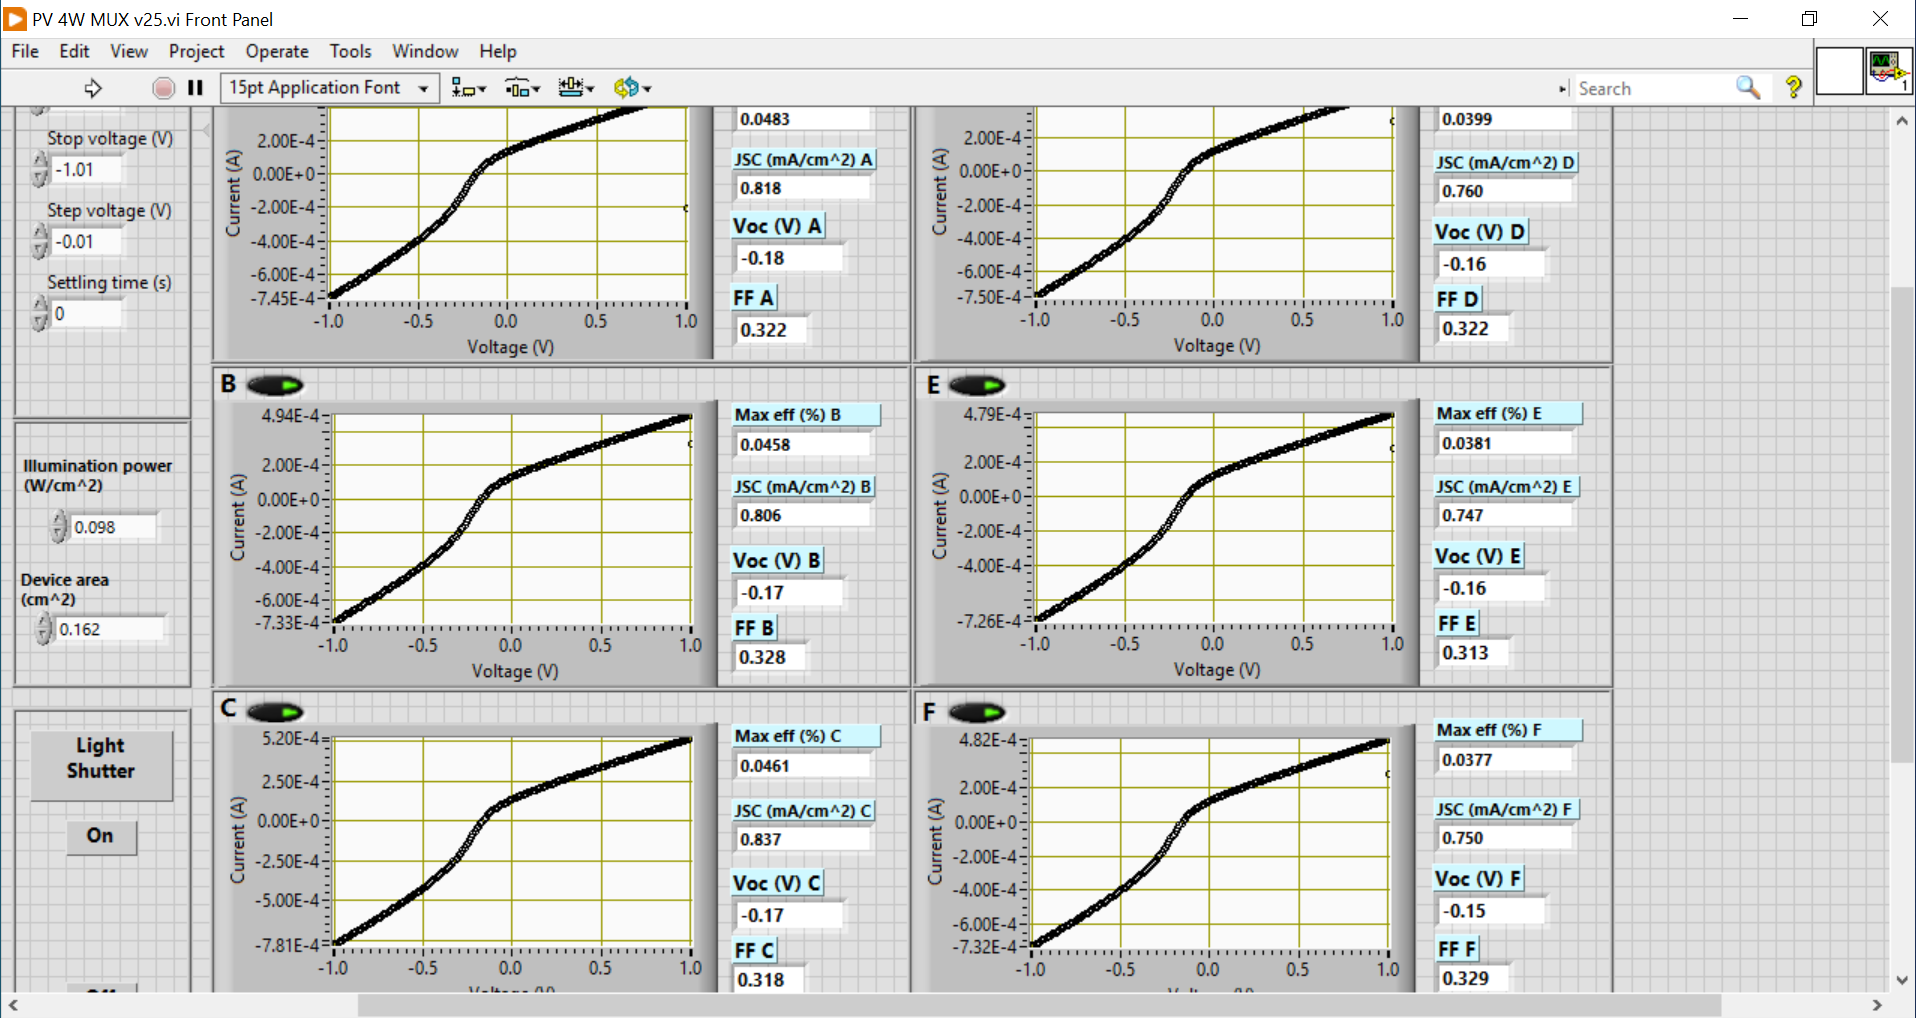 PV 4W MUX v25.vi Front Panel
File Edit View Project Operate Tools Window Help
15pt Application Font
Search
1
Stop voltage (V)
-1.01
Step voltage (V)
-0.01
Settling time (s)
0
Illumination power
(W/cm^2)
0.098
Device area
(cm^2)
0.162
Light
Shutter
On
Current (A)
2.00E-4
0.00E+0
-2.00E-4
-4.00E-4
-6.00E-4
-7.45E-4
-1.0 -0.5 0.0 0.5 1.0
Voltage (V)
0.0483
JSC (mA/cm^2) A
0.818
Voc (V) A
-0.18
FF A
0.322
Current (A)
2.00E-4
0.00E+0
-2.00E-4
-4.00E-4
-6.00E-4
-7.50E-4
-1.0 -0.5 0.0 0.5 1.0
Voltage (V)
0.0399
JSC (mA/cm^2) D
0.760
Voc (V) D
-0.16
FF D
0.322
B
Current (A)
4.94E-4
2.00E-4
0.00E+0
-2.00E-4
-4.00E-4
-6.00E-4
-7.33E-4
-1.0 -0.5 0.0 0.5 1.0
Voltage (V)
Max eff (%) B
0.0458
JSC (mA/cm^2) B
0.806
Voc (V) B
-0.17
FF B
0.328
E
Current (A)
4.79E-4
2.00E-4
0.00E+0
-2.00E-4
-4.00E-4
-7.26E-4
-1.0 -0.5 0.0 0.5 1.0
Voltage (V)
Max eff (%) E
0.0381
JSC (mA/cm^2) E
0.747
Voc (V) E
-0.16
FF E
0.313
C
Current (A)
5.20E-4
2.50E-4
0.00E+0
-2.50E-4
-5.00E-4
-7.81E-4
-1.0 -0.5 0.0 0.5 1.0
Max eff (%) C
0.0461
JSC (mA/cm^2) C
0.837
Voc (V) C
-0.17
FF C
0.318
F
Current (A)
4.82E-4
2.00E-4
0.00E+0
-2.00E-4
-4.00E-4
-6.00E-4
-7.32E-4
-1.0 -0.5 0.0 0.5 1.0
Max eff (%) F
0.0377
JSC (mA/cm^2) F
0.750
Voc (V) F
-0.15
FF F
0.329